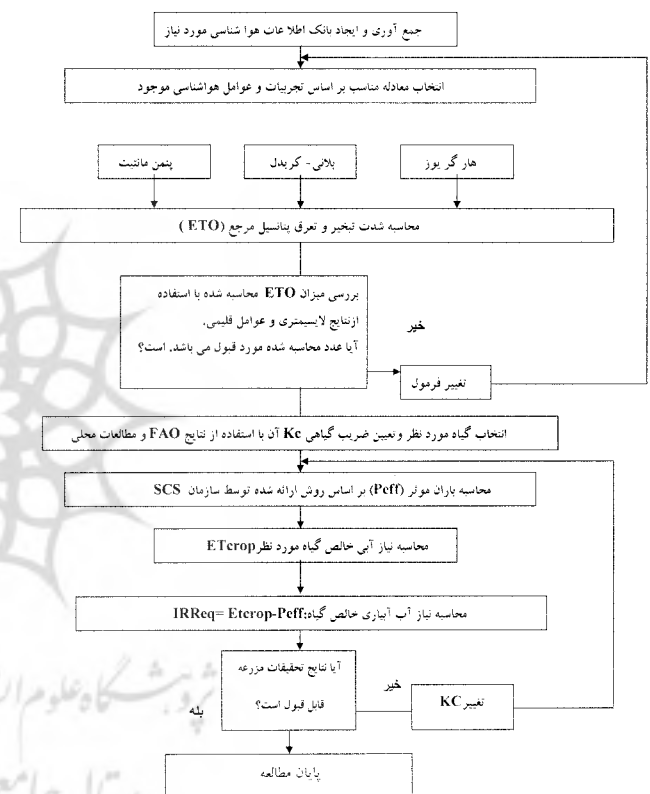 جمع آوری و ایجاد بانک اطلاعات هوا شناسی مورد نیاز
انتخاب معادله مناسب بر اساس تجربیات و عوامل هواشناسی موجود
هار گر یوز
بلانی - کریدل
پنمن مانتیت
محاسبه شدت تبخیر و تعرق پتانسیل مرجع (ETO)
بررسی میزان ETO محاسبه شده با استفاده
ازنتایج لایسیمتری و عوامل قلیمی.
آیا عدد محاسبه شده مورد قبول می باشد. است؟
خیر
تغییر فرمول
انتخاب گیاه مورد نظر وتعیین ضریب گیاهی Kc آن با استفاده از نتایج FAO و مطالعات محلی
محاسبه باران موثر (Peff) بر اساس روش ارائه شده توسط سازمان SCS
محاسبه نیاز آبی خالص گیاه مورد نظر ETcrop
محاسبه نیاز آب آبیاری خالص گیاه: IRReq= Etcrop-Peff
آیا نتایج تحقیقات مزرعه
قابل قبول است؟
خیر
تغییر KC
بله
پایان مطالعه